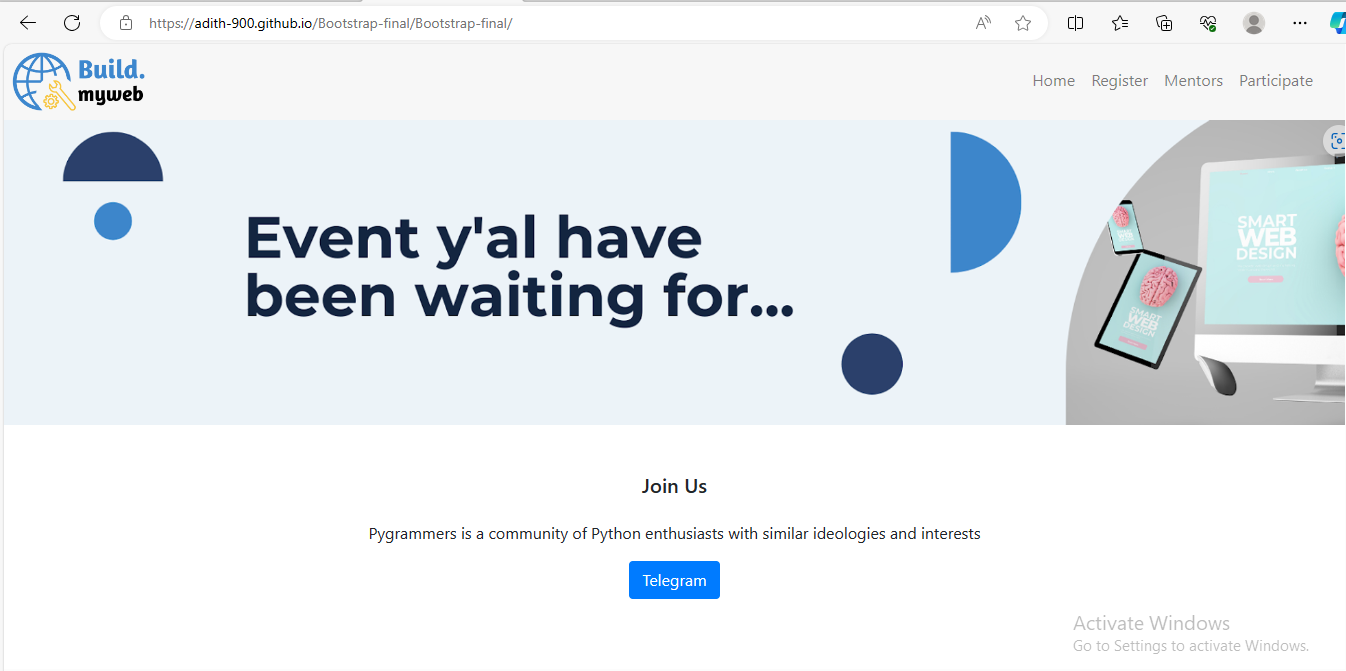 https://adith-900.github.io/Bootstrap-final/Bootstrap-final/
Build.
myweb
Home Register Mentors Participate
Event y'al have
been waiting for...
SMART
WEB
DESIGN
SMART
WEB
DESIGN
Join Us
Pygrammers is a community of Python enthusiasts with similar ideologies and interests
Telegram
Activate Windows
Go to Settings to activate Windows.